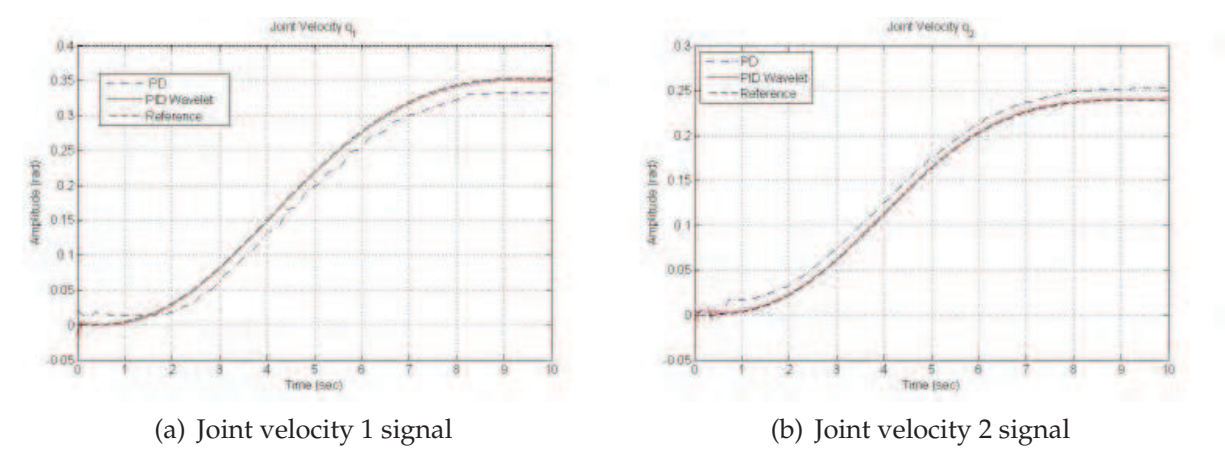 Joint Velocity q1
0.4
0.35
0.3
0.25
0.2
0.15
0.1
0.05
0
-0.05
Amplitude (rad)
PD
PID Wavelet
Reference
0 1 2 3 4 5 6 7 8 9 10
Time (sec)
(a) Joint velocity 1 signal
Joint Velocity q2
0.3
0.25
0.2
0.15
0.1
0.05
0
-0.05
Amplitude (rad)
PD
PID Wavelet
Reference
0 1 2 3 4 5 6 7 8 9 10
Time (sec)
(b) Joint velocity 2 signal